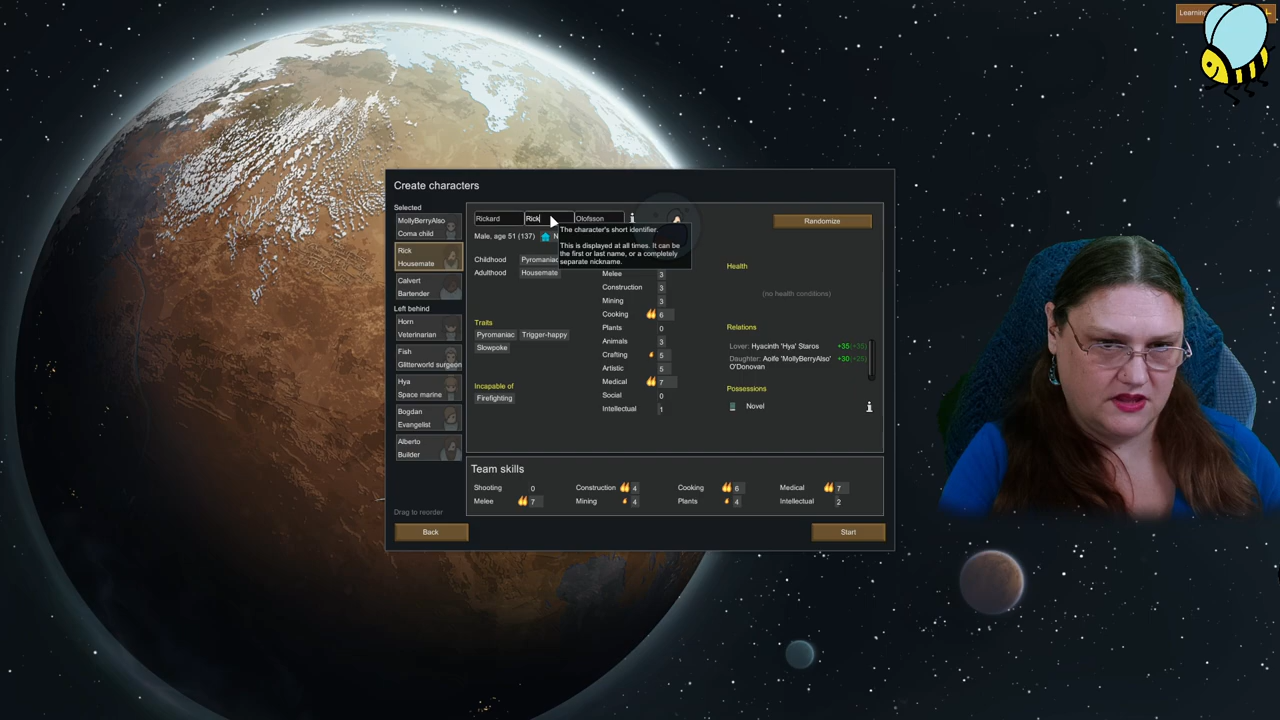 Learnin
Create characters
Selected
MollyBerryAlso
Coma child
Rick
Housemate
Calvert
Bartender
Left behind
Horn
Veterinarian
Fish
Glitterworld surgeon
Hya
Space marine
Bogdan
Evangelist
Alberto
Builder
Drag to reorder
Rickard Rick Olofsson
Male, age 51 (137) N
Childhood Pyromaniac
Adulthood Housemate
Traits
Pyromaniac Trigger-happy
Slowpoke
Incapable of
Firefighting
The character's short identifier.
This is displayed at all times. It can be
the first or last name, or a completely
separate nickname.
Melee 3
Construction 3
Mining 3
Cooking 6
Plants 0
Animals 3
Crafting 5
Artistic 5
Medical 7
Social 0
Intellectual 1
Randomize
Health
(no health conditions)
Relations
Lover: Hyacinth 'Hya' Staros +35(+35)
Daughter: Aoife 'MollyBerryAlso' +30(+25)
O'Donovan
Possessions
Novel
Team skills
Shooting 0 Construction 4 Cooking 6 Medical 7
Melee 7 Mining 4 Plants 4 Intellectual 2
Back
Start